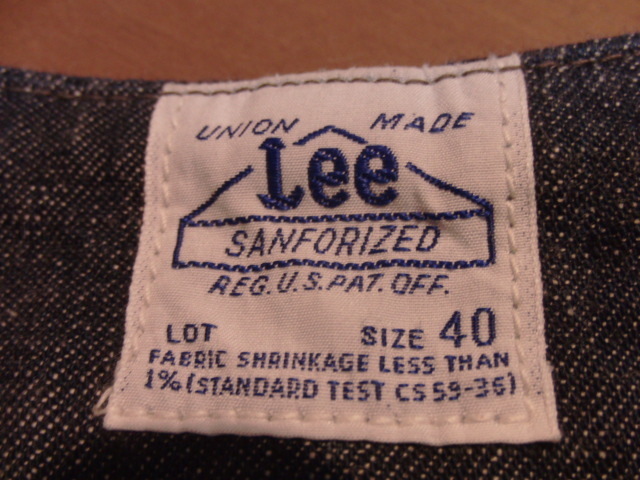 UNION MADE
Lee
SANFORIZED
REG. U.S. PAT. OFF.
LOT SIZE 40
FABRIC SHRINKAGE LESS THAN
1% (STANDARD TEST CS 59-36)